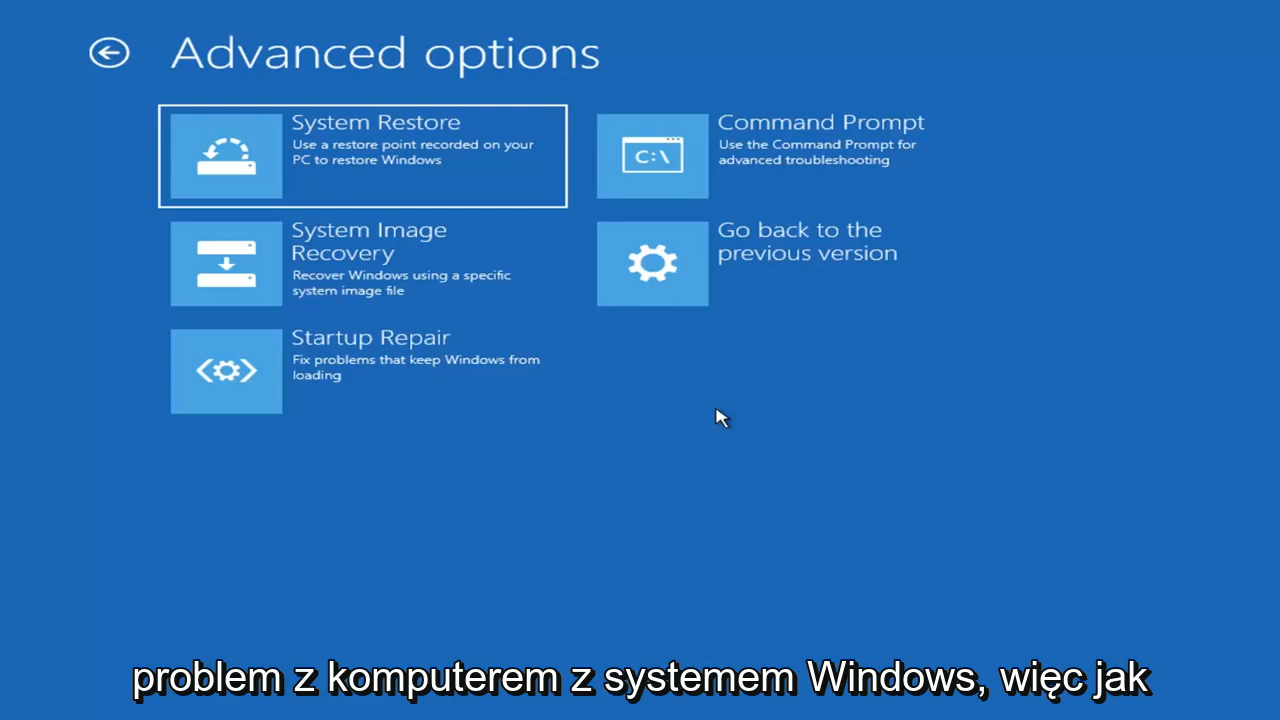 Advanced options
System Restore
Use a restore point recorded on your
PC to restore Windows
System Image
Recovery
Recover Windows using a specific
system image file
Startup Repair
Fix problems that keep Windows from
loading
C:\
Command Prompt
Use the Command Prompt for
advanced troubleshooting
Go back to the
previous version
problem z komputerem z systemem Windows, więc jak